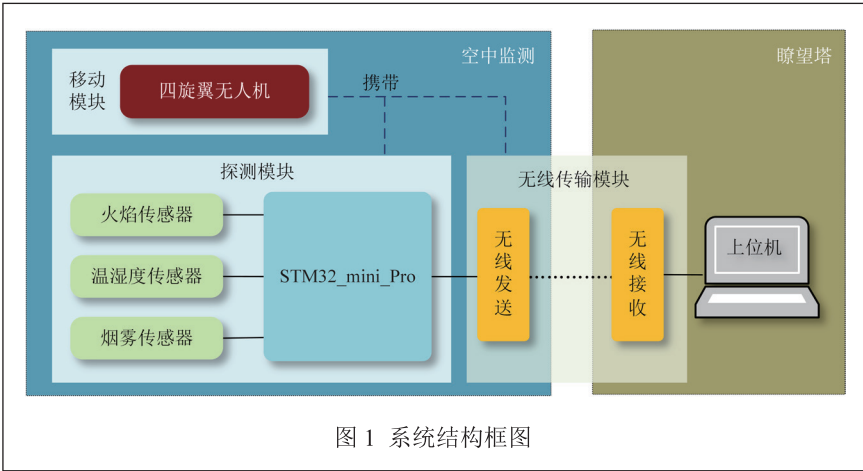 空中监测
瞭望塔
移动
模块
四旋翼无人机
携带
探测模块
无线传输模块
火焰传感器
温湿度传感器
烟雾传感器
STM32_mini_Pro
无线发送
无线接收
上位机
图 1 系统结构框图